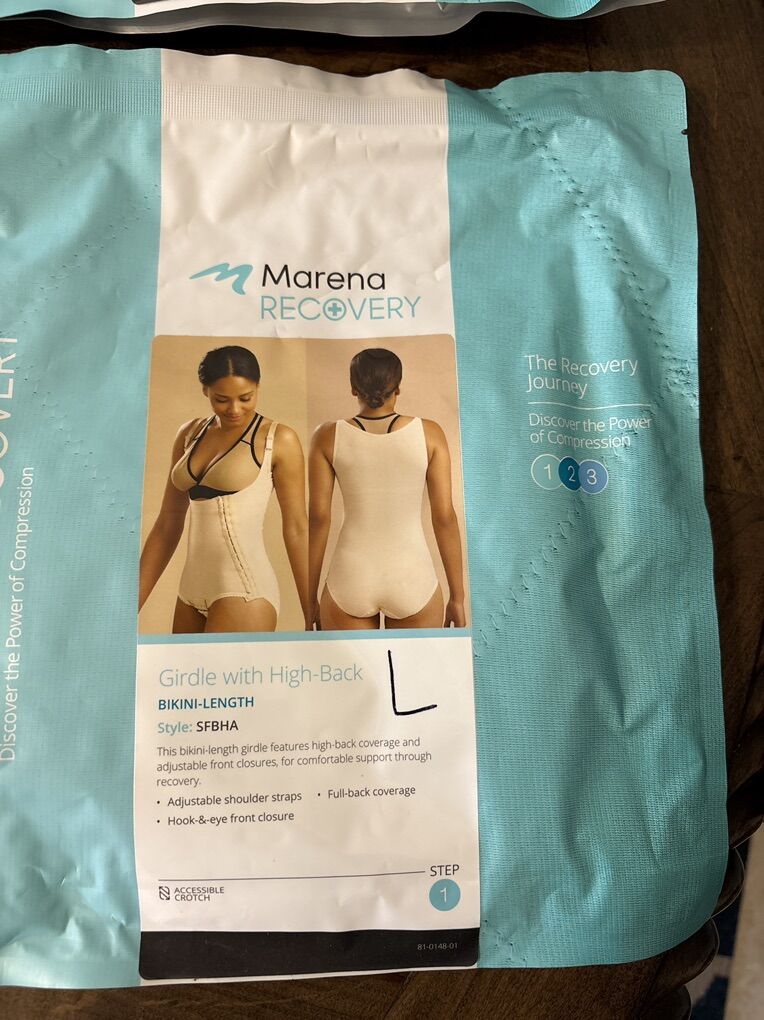 Marena
RECOVERY
The Recovery
Journey
Discover the Power
of Compression
1 2 3
Discover the Power of Compression
Girdle with High-Back
L
BIKINI-LENGTH
Style: SFBHA
This bikini-length girdle features high-back coverage and
adjustable front closures, for comfortable support through
recovery.
• Adjustable shoulder straps • Full-back coverage
• Hook-&-eye front closure
STEP
1
ACCESSIBLE
CROTCH
81-0148-01